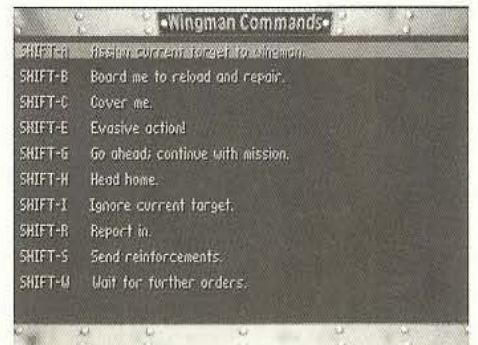 •Wingman Commands•
SHIFT-A Assign current target to wingman.
SHIFT-B Board me to reload and repair.
SHIFT-C Cover me.
SHIFT-E Evasive action!
SHIFT-G Go ahead; continue with mission.
SHIFT-H Head home.
SHIFT-I Ignore current target.
SHIFT-R Report in.
SHIFT-S Send reinforcements.
SHIFT-W Wait for further orders.